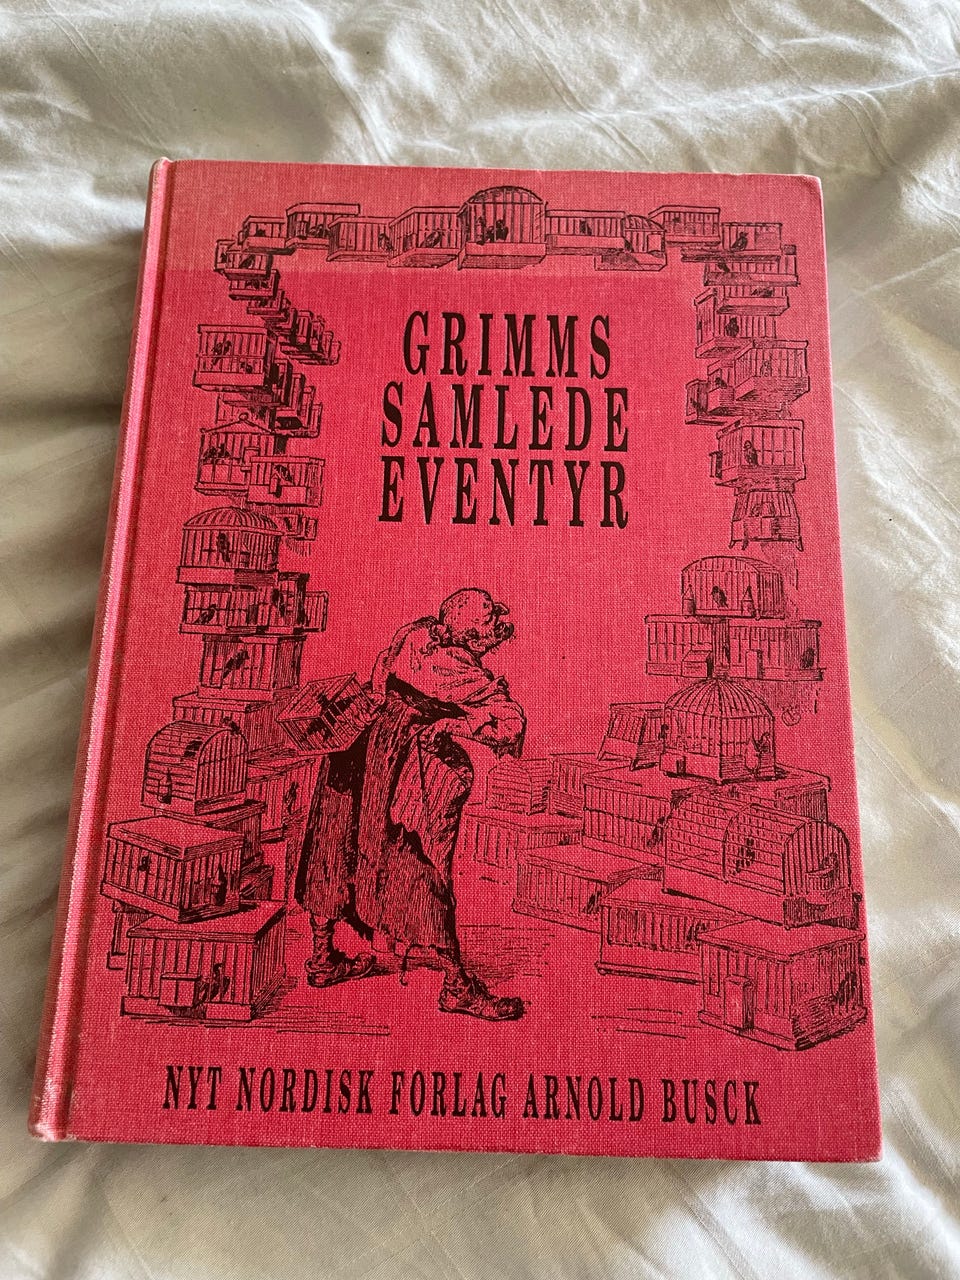 GRIMMS
SAMLEDE
EVENTYR
NYT NORDISK FORLAG ARNOLD BUSCK